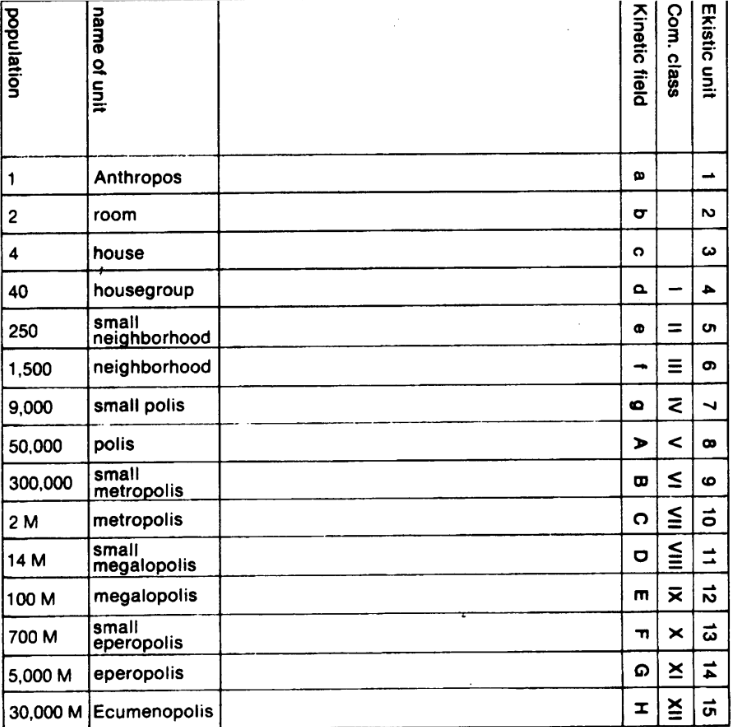 population name of unit Kinetic field Com. class Ekistic unit
1 Anthropos a 1
2 room b 2
4 house c 3
40 housegroup d I 4
250 small neighborhood e II 5
1,500 neighborhood f III 6
9,000 small polis g IV 7
50,000 polis A V 8
300,000 small metropolis B VI 9
2 M metropolis C VII 10
14 M small megalopolis D VIII 11
100 M megalopolis E IX 12
700 M small eperopolis F X 13
5,000 M eperopolis G XI 14
30,000 M Ecumenopolis H XII 15